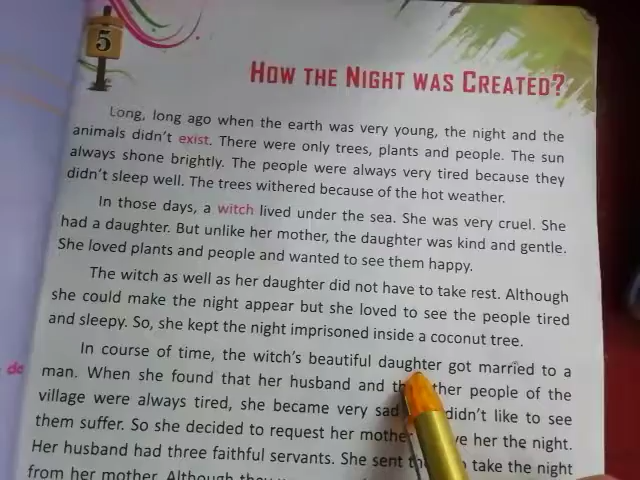 5
HOW THE NIGHT WAS CREATED?
Long, long ago when the earth was very young, the night and the
animals didn't exist. There were only trees, plants and people. The sun
always shone brightly. The people were always very tired because they
didn't sleep well. The trees withered because of the hot weather.
In those days, a witch lived under the sea. She was very cruel. She
had a daughter. But unlike her mother, the daughter was kind and gentle.
She loved plants and people and wanted to see them happy.
The witch as well as her daughter did not have to take rest. Although
she could make the night appear but she loved to see the people tired
and sleepy. So, she kept the night imprisoned inside a coconut tree.
In course of time, the witch's beautiful daughter got married to a
man. When she found that her husband and people of the
village were always tired, she became very sad didn't like to see
them suffer. So she decided to request her mother her the night.
Her husband had three faithful servants. She sent take the night
from her mother. Although